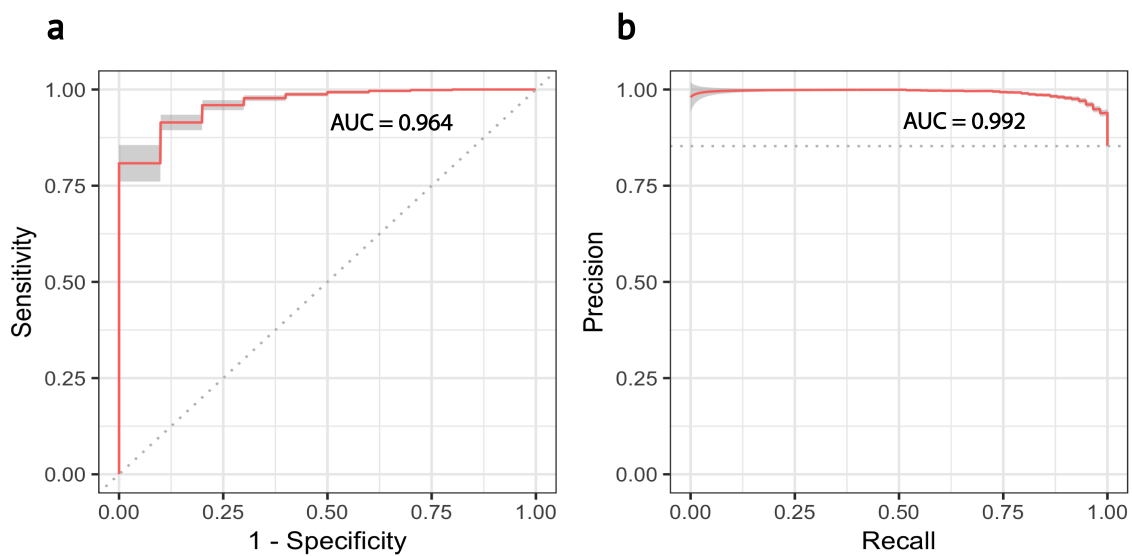 a
b
1.00
0.75
0.50
0.25
0.00
Sensitivity
AUC = 0.964
0.00 0.25 0.50 0.75 1.00
1 - Specificity
1.00
0.75
0.50
0.25
0.00
Precision
AUC = 0.992
0.00 0.25 0.50 0.75 1.00
Recall